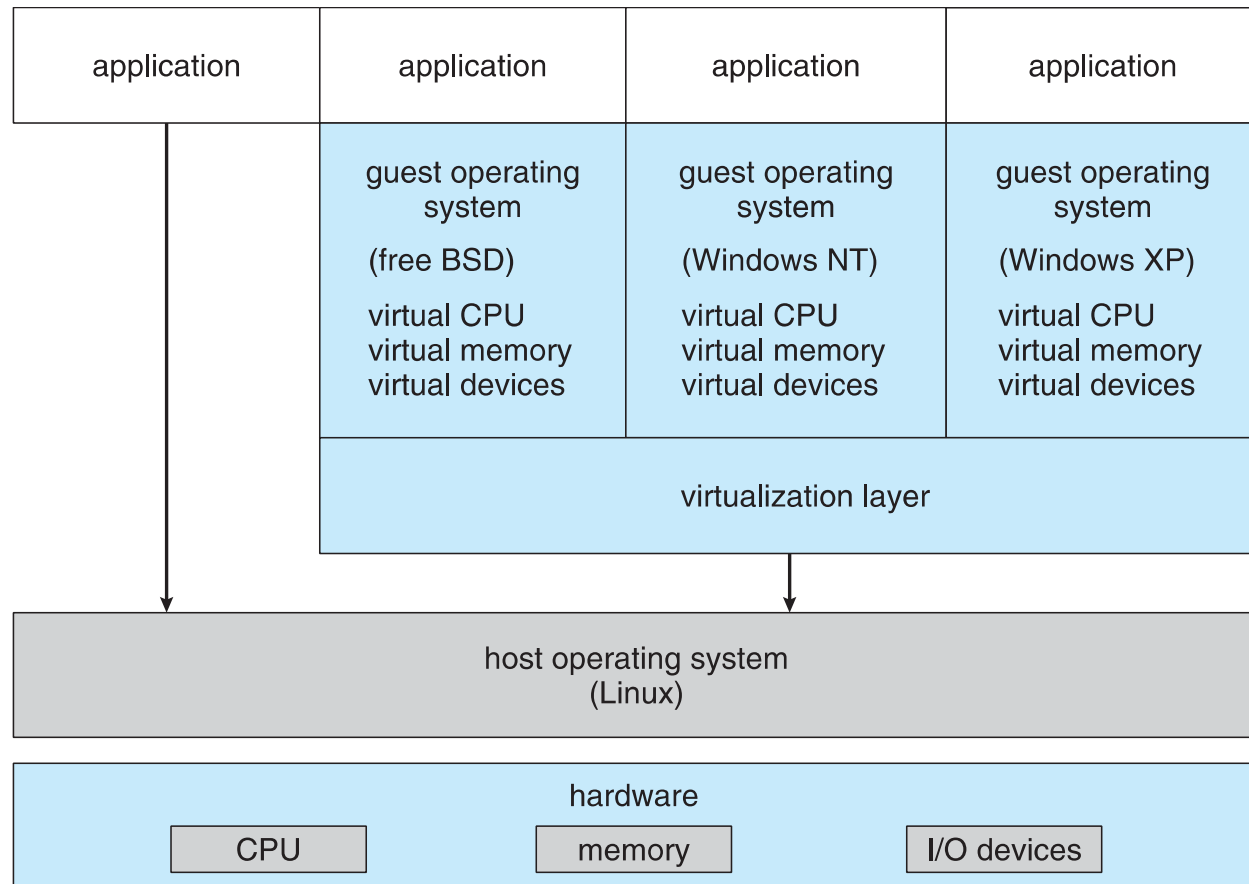 application
application
application
application
guest operating
system
(free BSD)
virtual CPU
virtual memory
virtual devices
guest operating
system
(Windows NT)
virtual CPU
virtual memory
virtual devices
guest operating
system
(Windows XP)
virtual CPU
virtual memory
virtual devices
virtualization layer
host operating system
(Linux)
hardware
CPU
memory
I/O devices